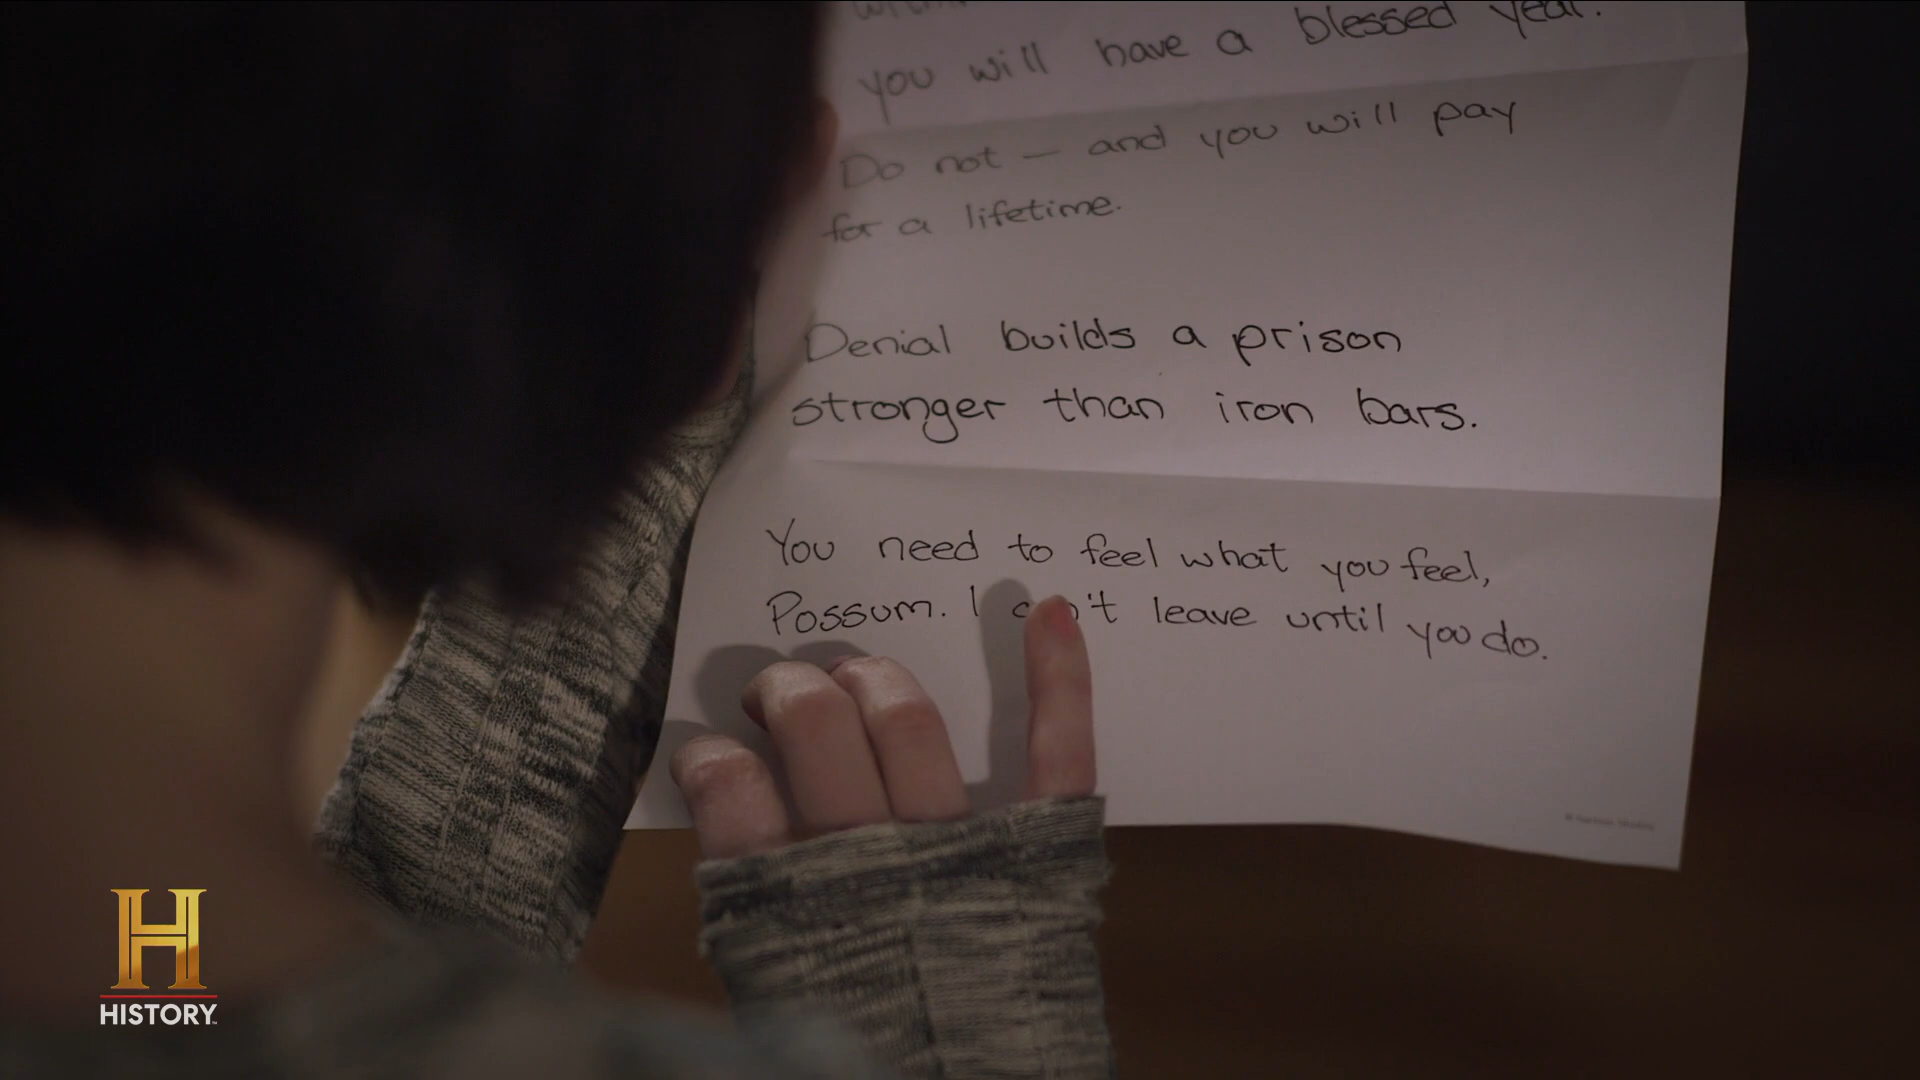 you will have a blessed year.
Do not — and you will pay
for a lifetime.
Denial builds a prison
stronger than iron bars.
You need to feel what you feel,
Possum. I can't leave until you do.
H
HISTORY